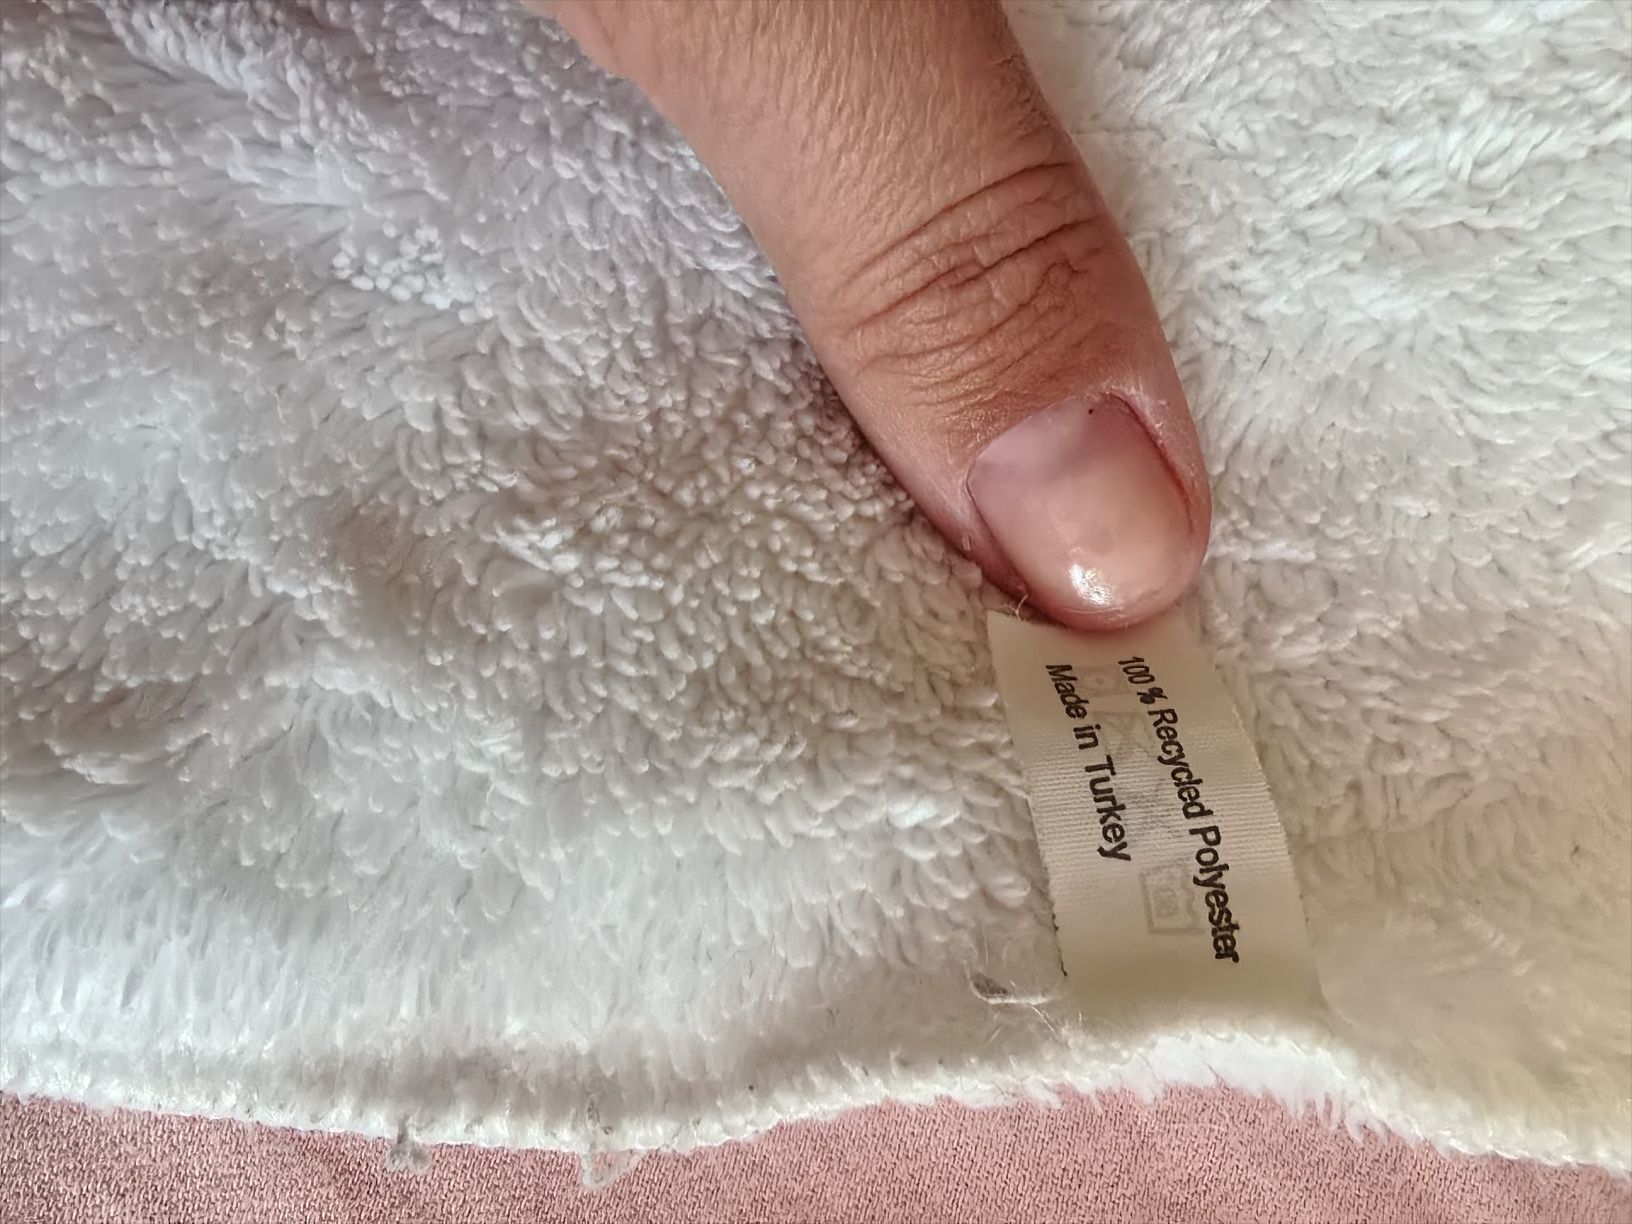 100 % Recycled Polyester
Made in Turkey